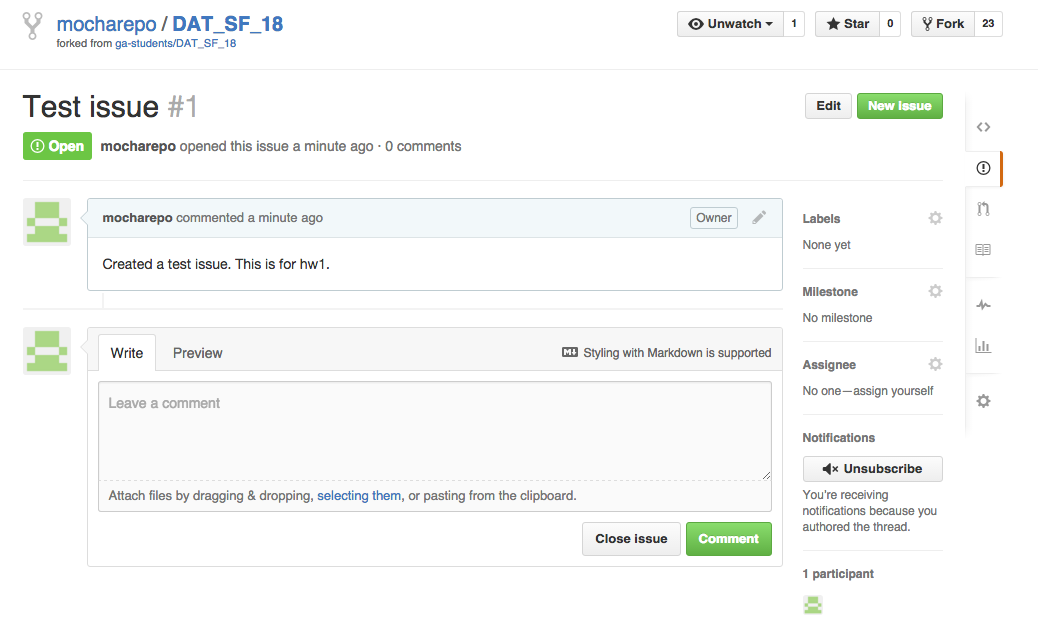 mocharepo / DAT_SF_18
forked from ga-students/DAT_SF_18
Unwatch 1
Star 0
Fork 23
Test issue #1
Edit
New issue
Open
mocharepo opened this issue a minute ago · 0 comments
mocharepo commented a minute ago
Owner
Created a test issue. This is for hw1.
Write
Preview
Styling with Markdown is supported
Leave a comment
Attach files by dragging & dropping, selecting them, or pasting from the clipboard.
Close issue
Comment
Labels
None yet
Milestone
No milestone
Assignee
No one—assign yourself
Notifications
Unsubscribe
You're receiving
notifications because you
authored the thread.
1 participant